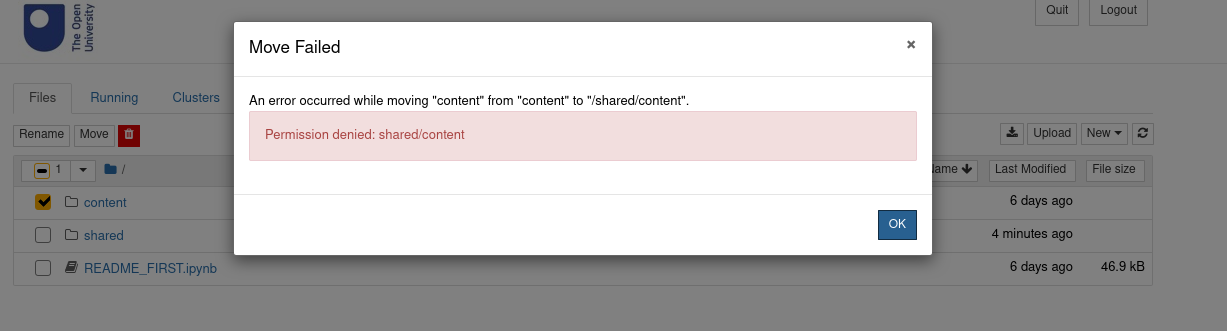 The Open
University
Quit
Logout
Move Failed
×
An error occurred while moving "content" from "content" to "/shared/content".
Permission denied: shared/content
OK
Files
Running
Clusters
Rename
Move
Upload
New
1
/
Last Modified
File size
content
6 days ago
shared
4 minutes ago
README_FIRST.ipynb
6 days ago
46.9 kB